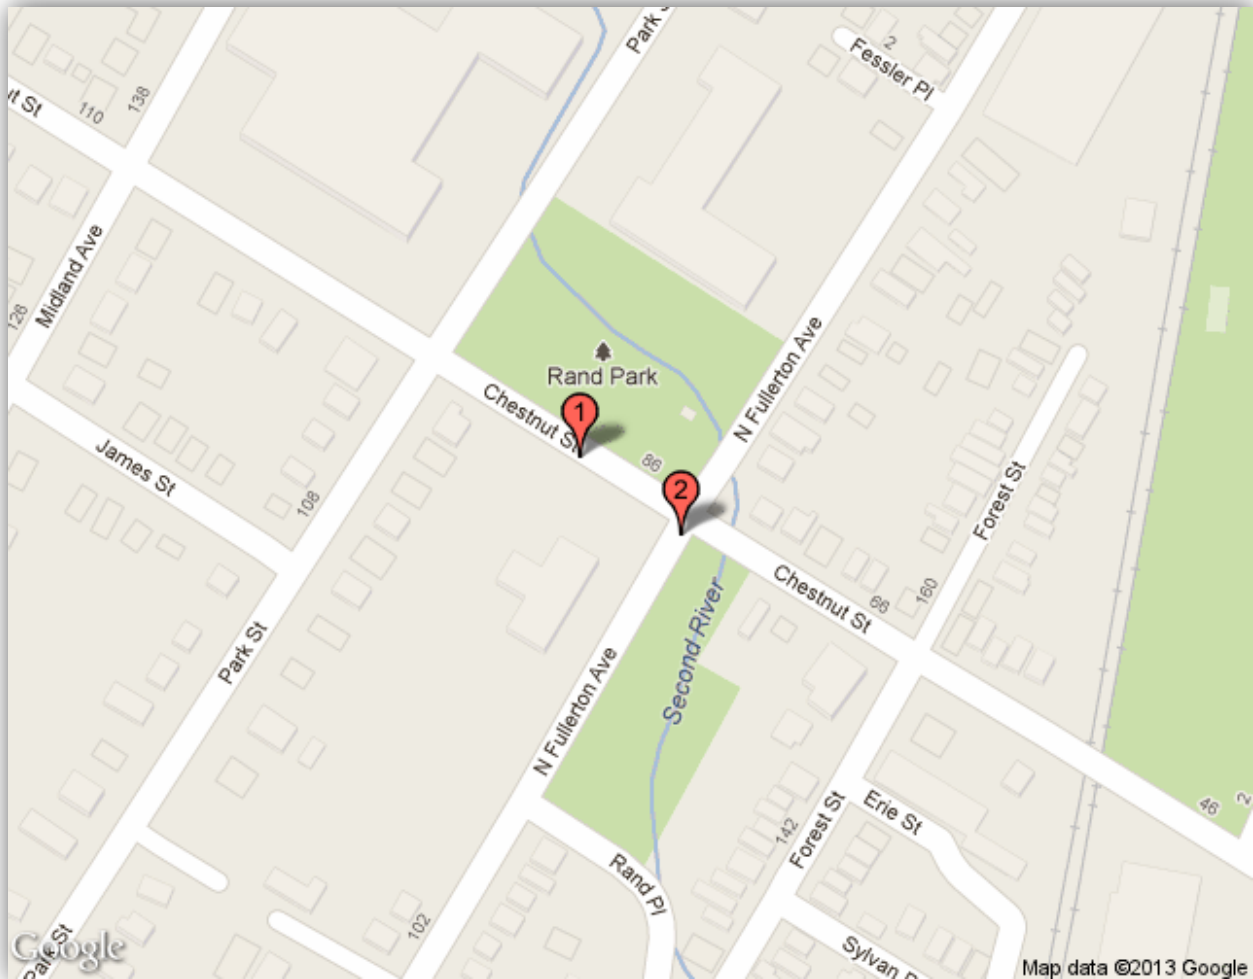 Park S
Fessler Pl
2
ut St
110
138
Midland Ave
126
Rand Park
N Fullerton Ave
Chestnut St
1
86
2
James St
108
Forest St
160
Chestnut St
66
Second River
Park St
N Fullerton Ave
Erie St
46
2
142
Forest St
Rand Pl
102
Sylvan P
Park St
Google
Map data ©2013 Google